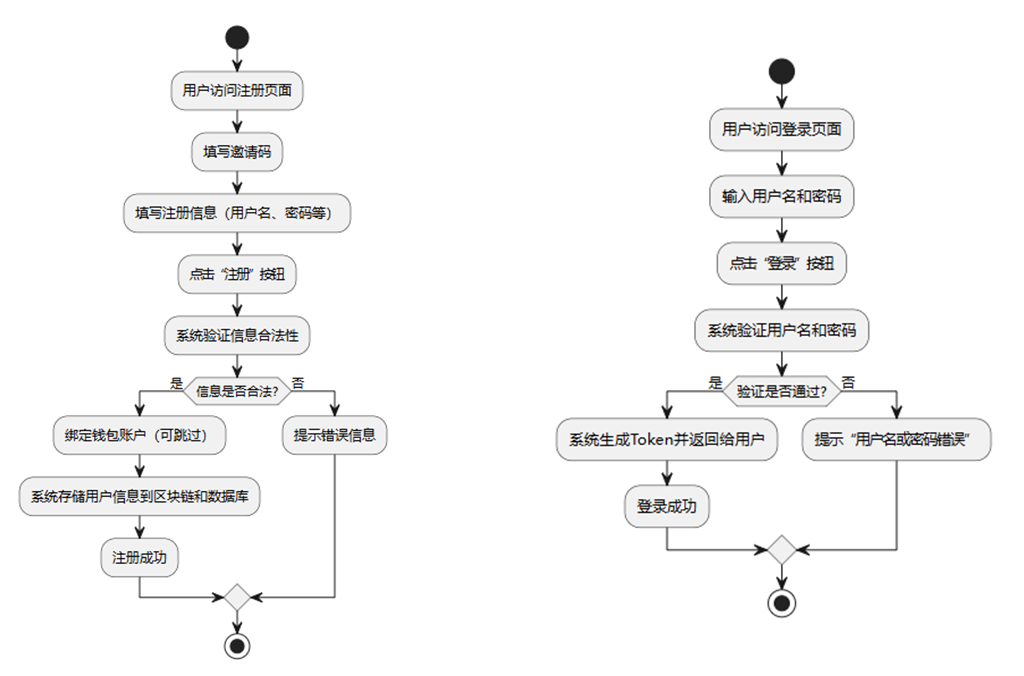 用户访问注册页面
填写邀请码
填写注册信息（用户名、密码等）
点击“注册”按钮
系统验证信息合法性
信息是否合法？
是
否
绑定钱包账户（可跳过）
提示错误信息
系统存储用户信息到区块链和数据库
注册成功
用户访问登录页面
输入用户名和密码
点击“登录”按钮
系统验证用户名和密码
验证是否通过？
是
否
系统生成Token并返回给用户
提示“用户名或密码错误”
登录成功